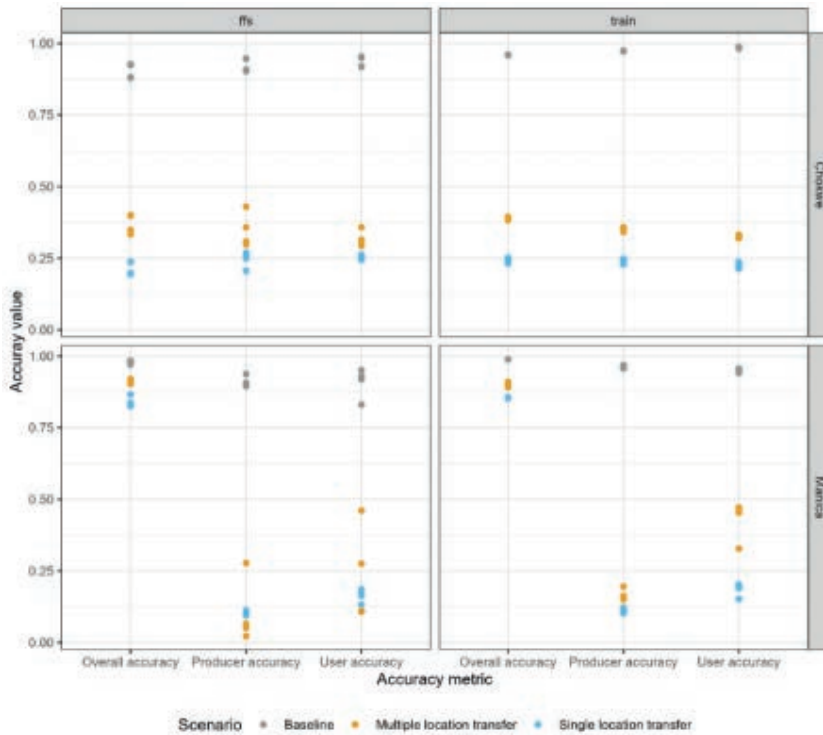 ffs
train
1.00
0.75
0.50
0.25
0.00
Chokwe
1.00
0.75
0.50
0.25
0.00
Manica
Accuray value
Overall accuracy Producer accuracy User accuracy
Overall accuracy Producer accuracy User accuracy
Accuracy metric
Scenario Baseline Multiple location transfer Single location transfer